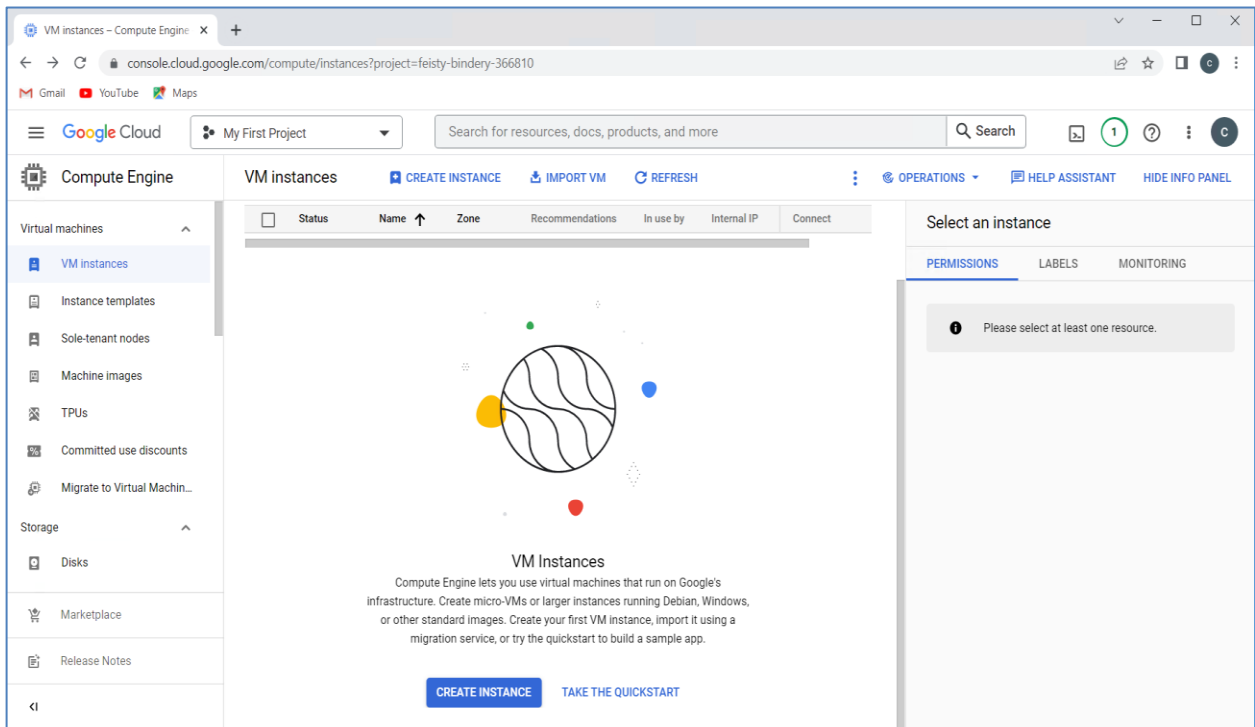 VM instances – Compute Engine
console.cloud.google.com/compute/instances?project=feisty-bindery-366810
C
Gmail YouTube Maps
Google Cloud My First Project Search for resources, docs, products, and more Search 1 C
Compute Engine
VM instances CREATE INSTANCE IMPORT VM REFRESH OPERATIONS HELP ASSISTANT HIDE INFO PANEL
Virtual machines
VM instances
Instance templates
Sole-tenant nodes
Machine images
TPUs
Committed use discounts
Migrate to Virtual Machin...
Storage
Disks
Marketplace
Release Notes
Status Name Zone Recommendations In use by Internal IP Connect
VM Instances
Compute Engine lets you use virtual machines that run on Google's
infrastructure. Create micro-VMs or larger instances running Debian, Windows,
or other standard images. Create your first VM instance, import it using a
migration service, or try the quickstart to build a sample app.
CREATE INSTANCE TAKE THE QUICKSTART
Select an instance
PERMISSIONS LABELS MONITORING
Please select at least one resource.